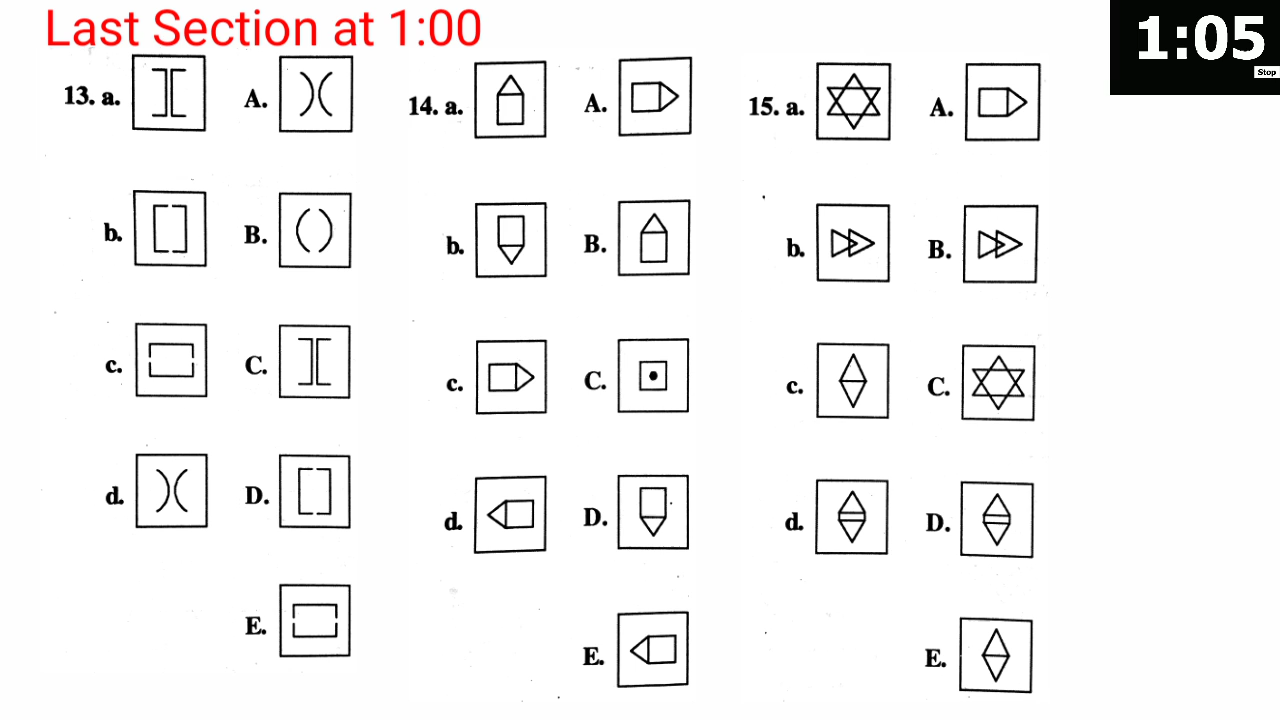 Last Section at 1:00
1:05
Stop
13. a. A. 14. a. A. 15. a. A.
b. B. b. B. b. B.
c. C. c. C. c. C.
d. D. d. D. d. D.
E. E. E.